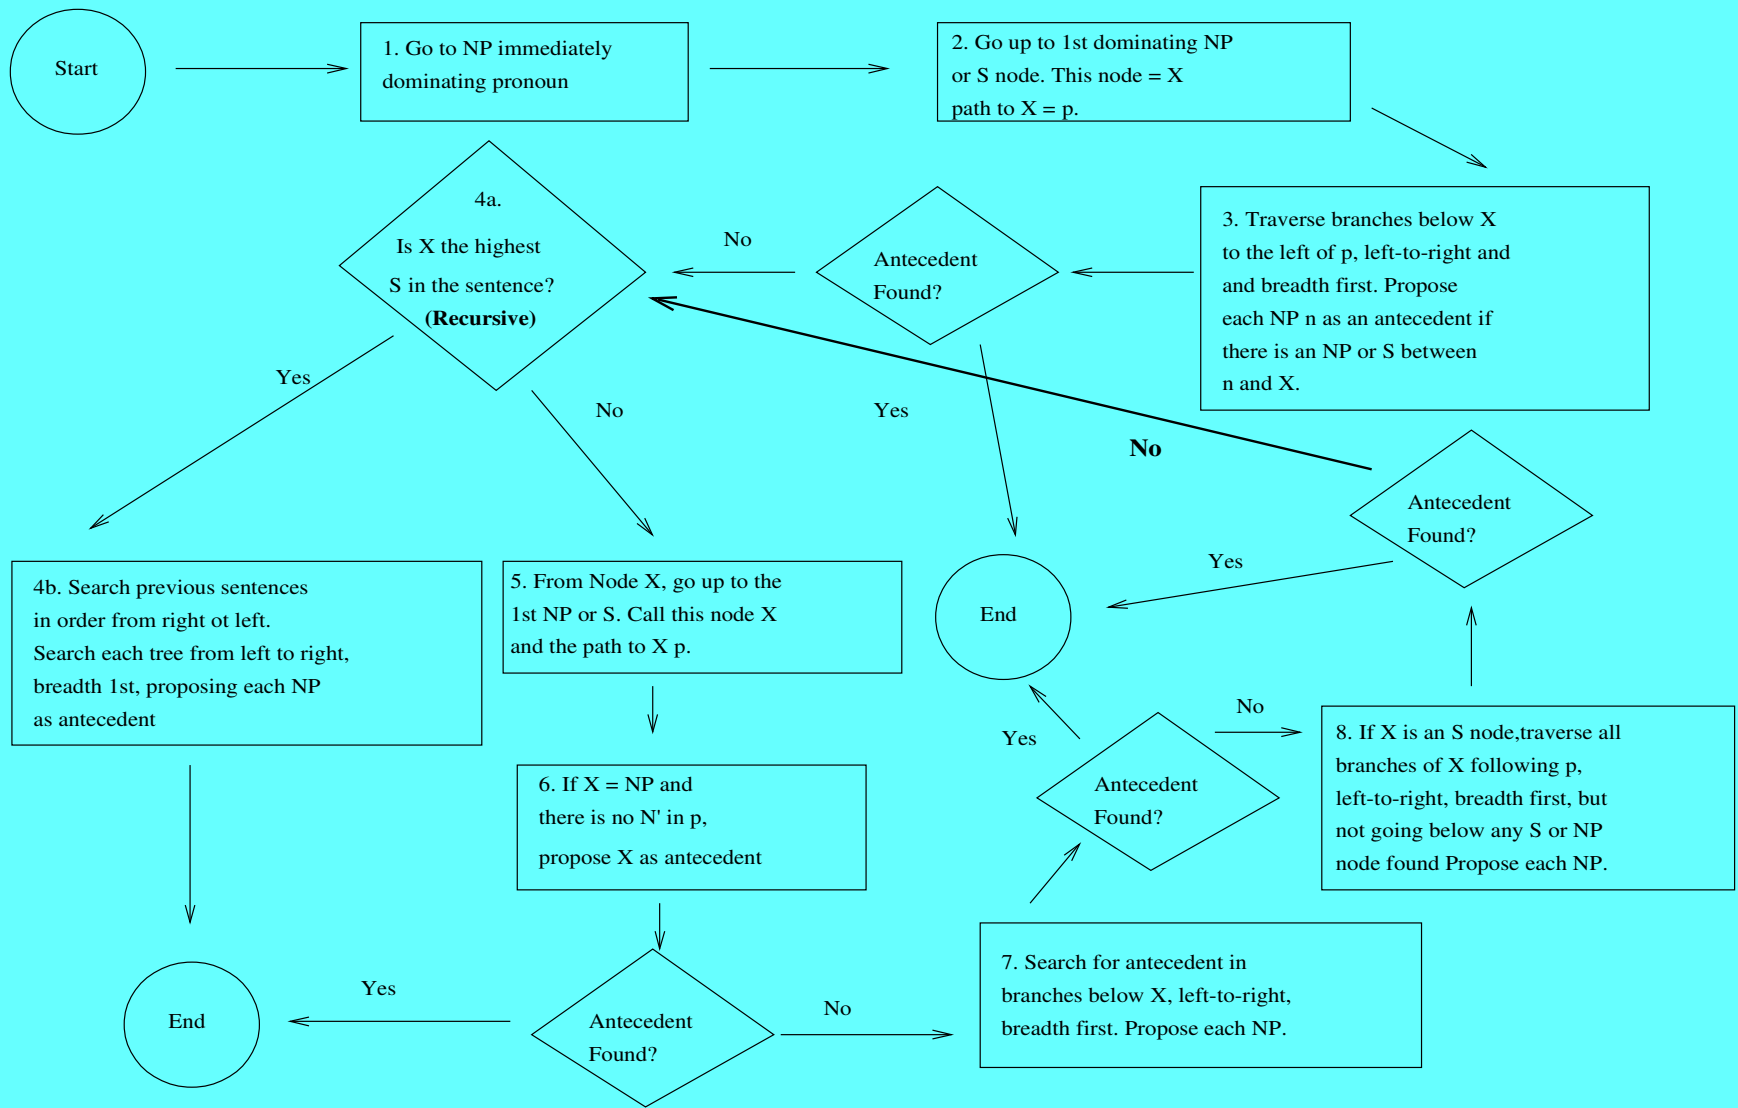 Start
1. Go to NP immediately
dominating pronoun
2. Go up to 1st dominating NP
or S node. This node = X
path to X = p.
3. Traverse branches below X
to the left of p, left-to-right and
and breadth first. Propose
each NP n as an antecedent if
there is an NP or S between
n and X.
Antecedent
Found?
No
Yes
4a.
Is X the highest
S in the sentence?
(Recursive)
Yes
No
4b. Search previous sentences
in order from right ot left.
Search each tree from left to right,
breadth 1st, proposing each NP
as antecedent
End
5. From Node X, go up to the
1st NP or S. Call this node X
and the path to X p.
6. If X = NP and
there is no N' in p,
propose X as antecedent
Antecedent
Found?
Yes
No
7. Search for antecedent in
branches below X, left-to-right,
breadth first. Propose each NP.
Antecedent
Found?
Yes
No
8. If X is an S node,traverse all
branches of X following p,
left-to-right, breadth first, but
not going below any S or NP
node found Propose each NP.
Antecedent
Found?
Yes
No
End